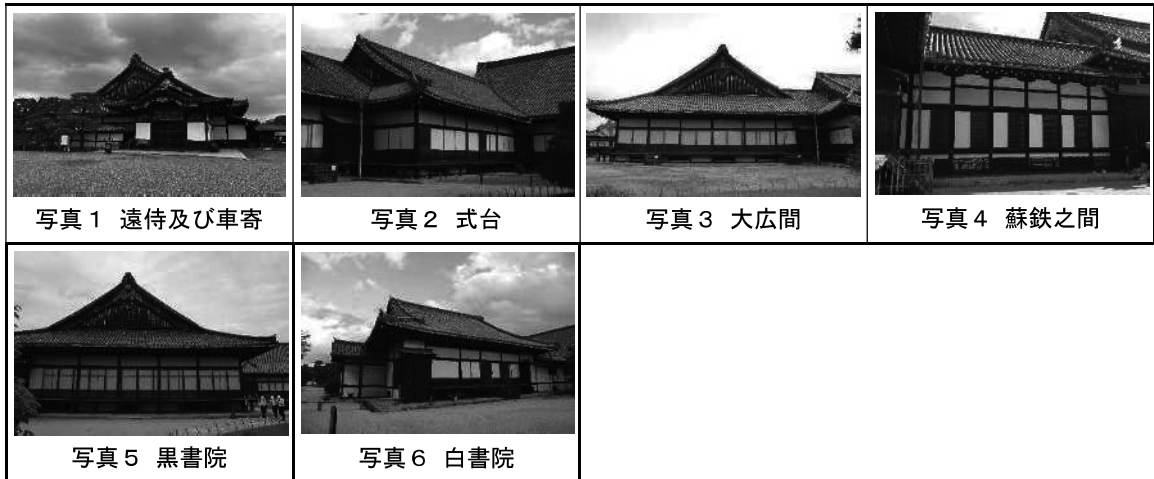 写真１ 遠侍及び車寄
写真２ 式台
写真３ 大広間
写真４ 蘇鉄之間
写真５ 黒書院
写真６ 白書院